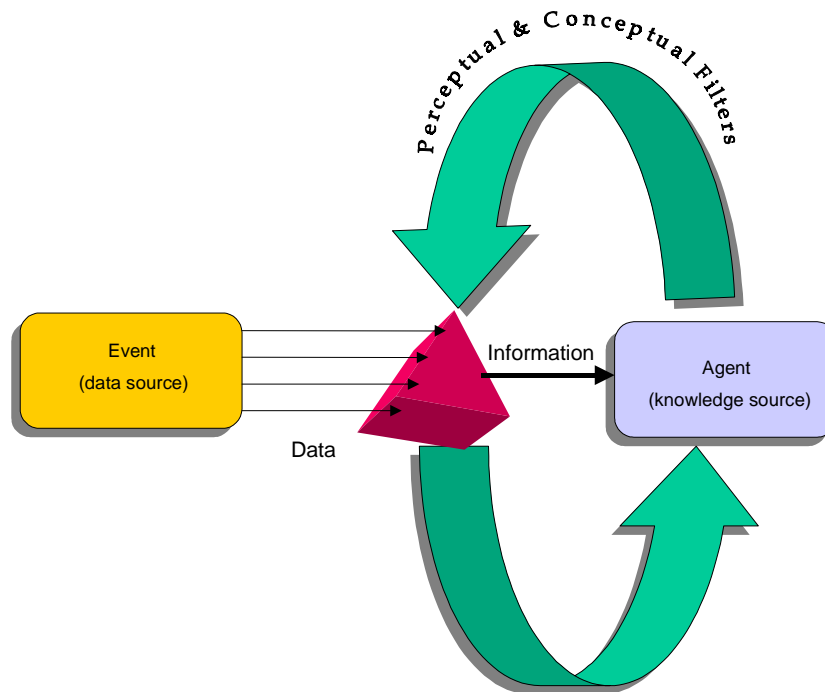 Perceptual & Conceptual Filters
Event
(data source)
Data
Information
Agent
(knowledge source)